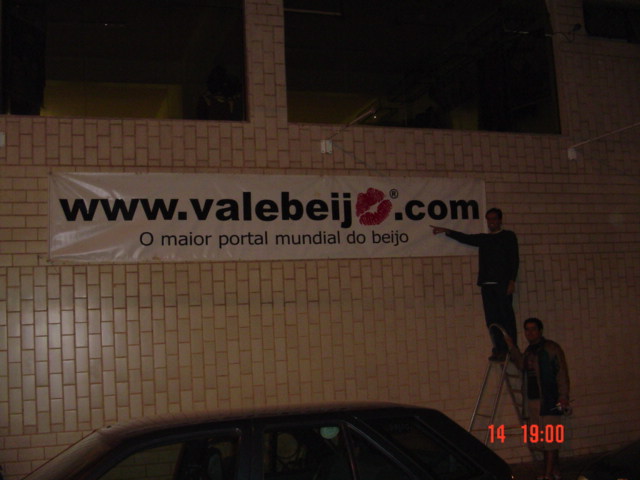 www.valebeijo®.com
O maior portal mundial do beijo
14 19:00